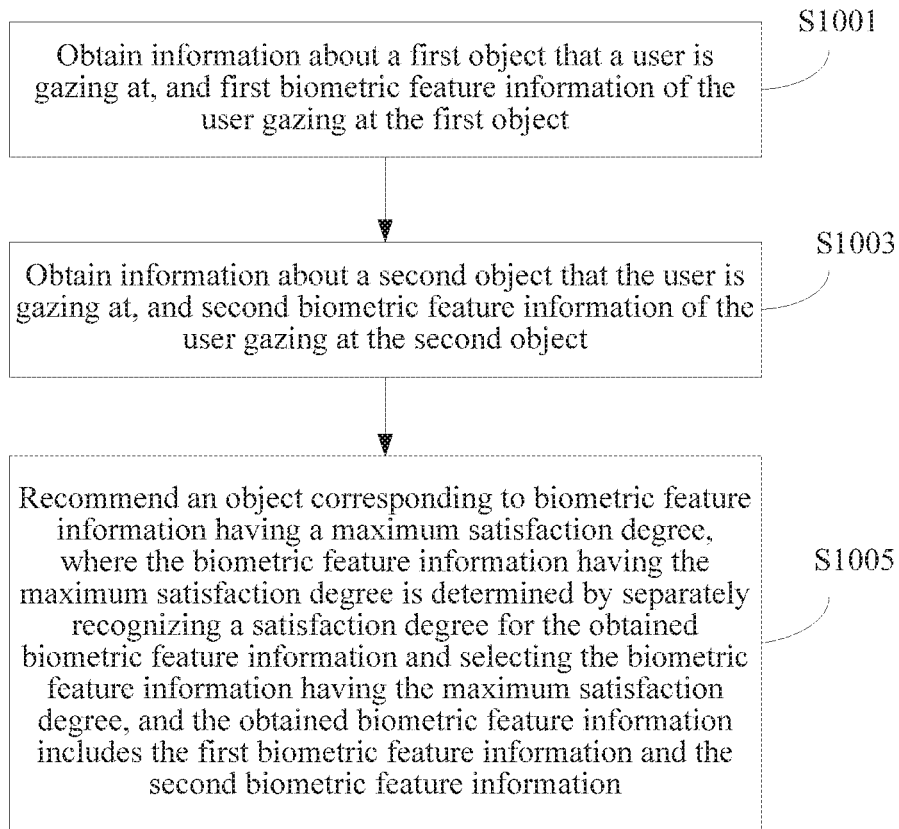 S1001
Obtain information about a first object that a user is
gazing at, and first biometric feature information of the
user gazing at the first object
S1003
Obtain information about a second object that the user is
gazing at, and second biometric feature information of the
user gazing at the second object
Recommend an object corresponding to biometric feature
information having a maximum satisfaction degree,
where the biometric feature information having the
maximum satisfaction degree is determined by separately
recognizing a satisfaction degree for the obtained
biometric feature information and selecting the biometric
feature information having the maximum satisfaction
degree, and the obtained biometric feature information
includes the first biometric feature information and the
second biometric feature information
S1005